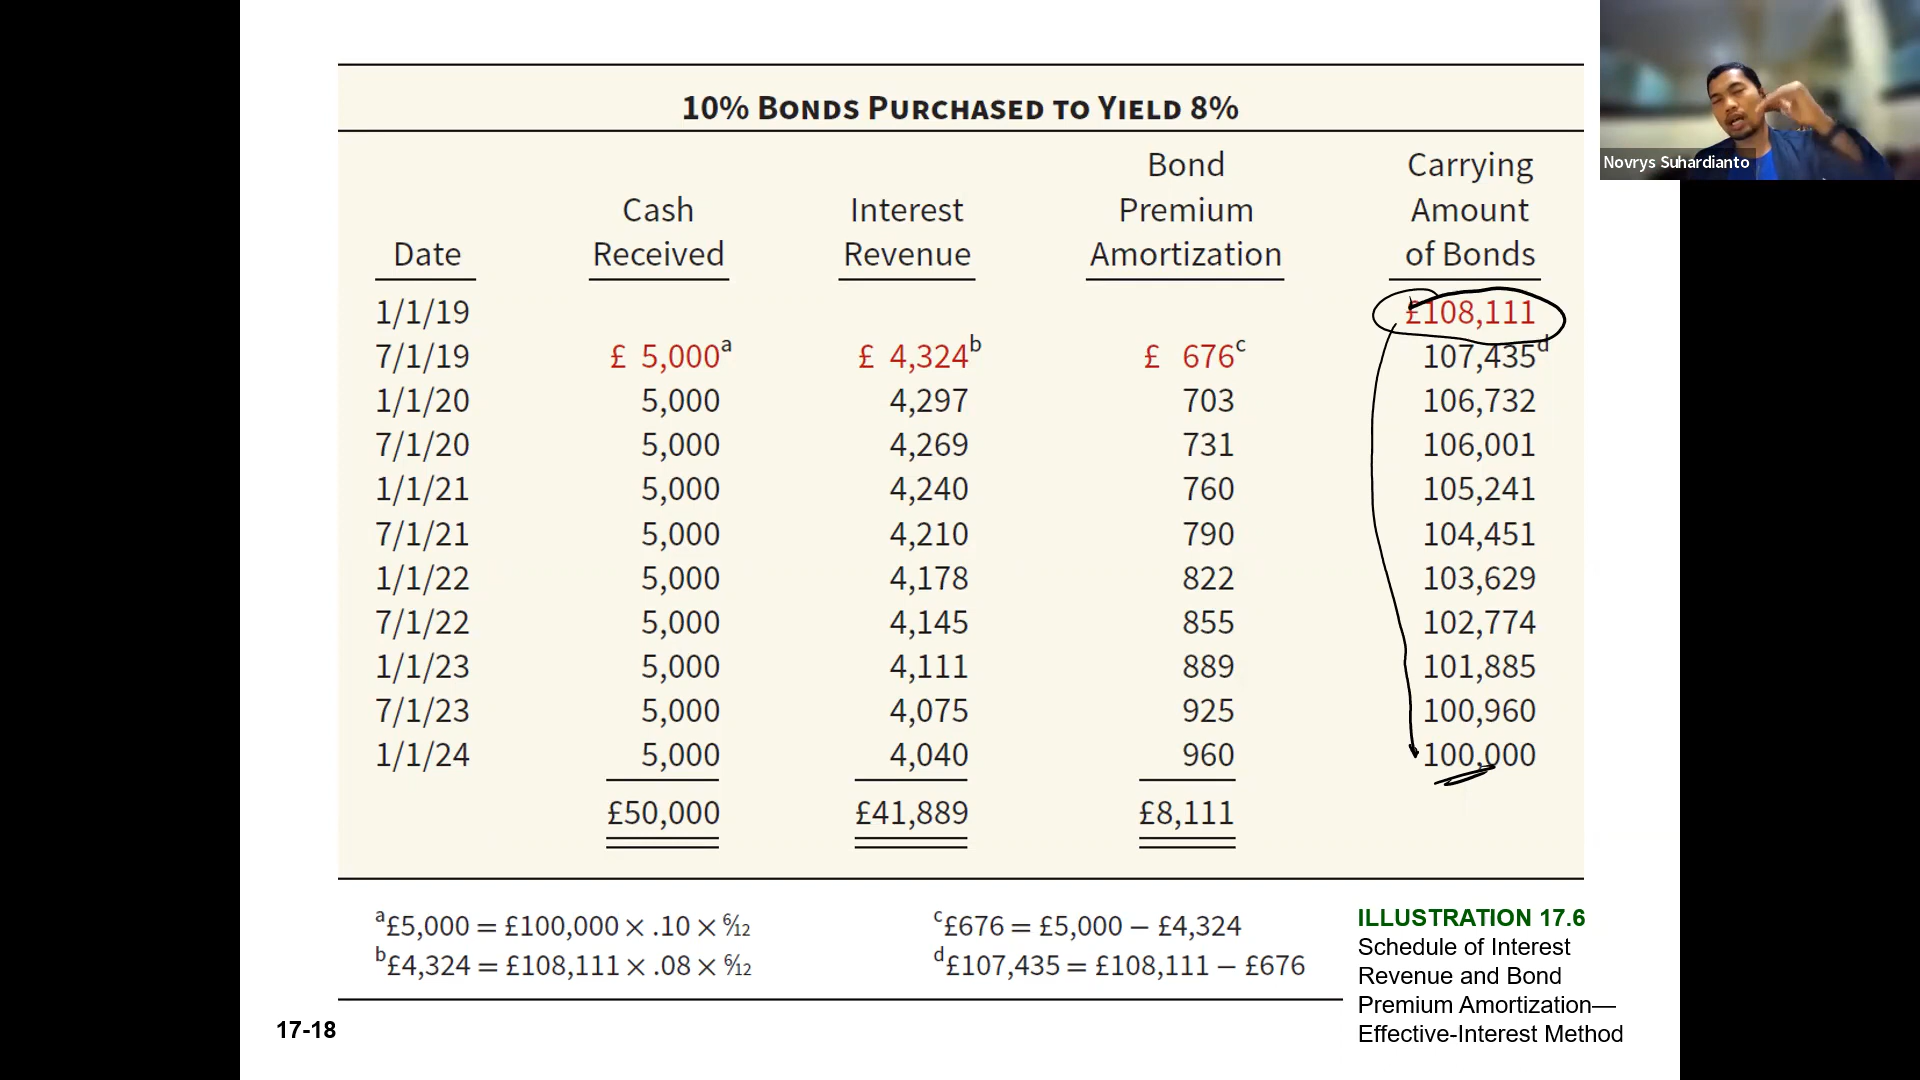 10% BONDS PURCHASED TO YIELD 8%
Date Cash Received Interest Revenue Bond Premium Amortization Carrying Amount of Bonds
1/1/19 £108,111
7/1/19 £ 5,000a £ 4,324b £ 676c 107,435d
1/1/20 5,000 4,297 703 106,732
7/1/20 5,000 4,269 731 106,001
1/1/21 5,000 4,240 760 105,241
7/1/21 5,000 4,210 790 104,451
1/1/22 5,000 4,178 822 103,629
7/1/22 5,000 4,145 855 102,774
1/1/23 5,000 4,111 889 101,885
7/1/23 5,000 4,075 925 100,960
1/1/24 5,000 4,040 960 100,000
£50,000 £41,889 £8,111
a£5,000 = £100,000 × .10 × 6/12
b£4,324 = £108,111 × .08 × 6/12
c£676 = £5,000 − £4,324
d£107,435 = £108,111 − £676
ILLUSTRATION 17.6
Schedule of Interest
Revenue and Bond
Premium Amortization—
Effective-Interest Method
17-18
Novrys Suhardianto